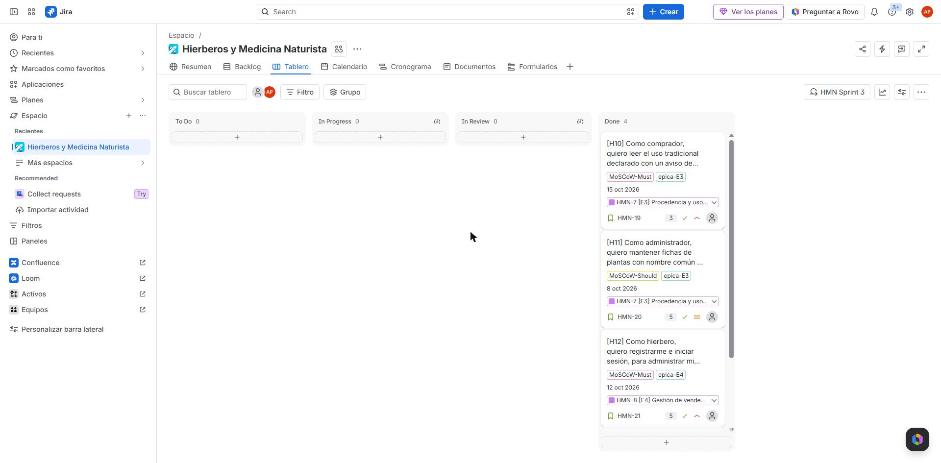 Jira
Search
Crear
Ver los planes
Preguntar a Rovo
3+
AP
Para ti
Recientes
Marcados como favoritos
Aplicaciones
Planes
Espacio
Recientes
Hierberos y Medicina Naturista
Más espacios
Recommended
Collect requests
Try
Importar actividad
Filtros
Paneles
Confluence
Loom
Activos
Equipos
Personalizar barra lateral
Espacio /
Hierberos y Medicina Naturista
Resumen
Backlog
Tablero
Calendario
Cronograma
Documentos
Formularios
Buscar tablero
AP
Filtro
Grupo
HMN Sprint 3
To Do 0
In Progress 0
In Review 0
Done 4
[H10] Como comprador,
quiero leer el uso tradicional
declarado con un aviso de...
MoSCoW-Must
epica-E3
15 oct 2026
HMN-7 [E3] Procedencia y uso...
HMN-19
3
[H11] Como administrador,
quiero mantener fichas de
plantas con nombre común ...
MoSCoW-Should
epica-E3
8 oct 2026
HMN-7 [E3] Procedencia y uso...
HMN-20
5
[H12] Como hierbero,
quiero registrarme e iniciar
sesión, para administrar mi...
MoSCoW-Must
epica-E4
12 oct 2026
HMN-8 [E4] Gestión de vende...
HMN-21
5